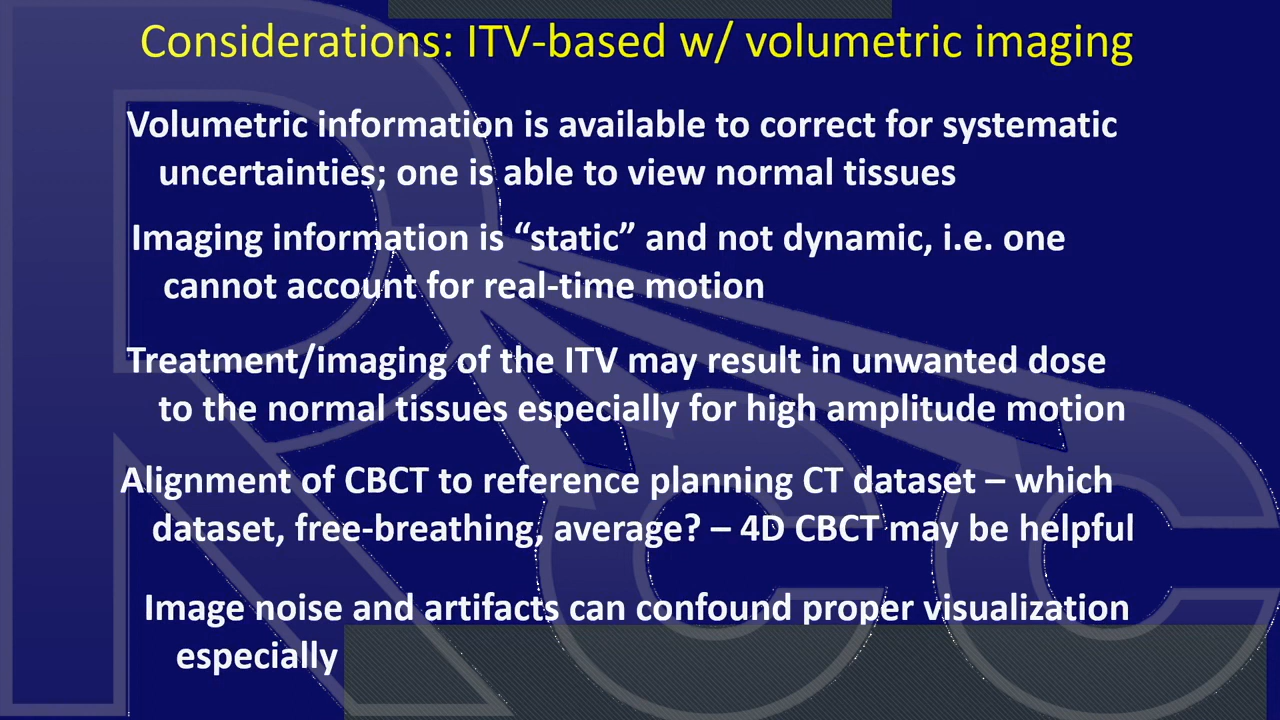 Considerations: ITV-based w/ volumetric imaging
Volumetric information is available to correct for systematic
uncertainties; one is able to view normal tissues
Imaging information is “static” and not dynamic, i.e. one
cannot account for real-time motion
Treatment/imaging of the ITV may result in unwanted dose
to the normal tissues especially for high amplitude motion
Alignment of CBCT to reference planning CT dataset – which
dataset, free-breathing, average? – 4D CBCT may be helpful
Image noise and artifacts can confound proper visualization
especially